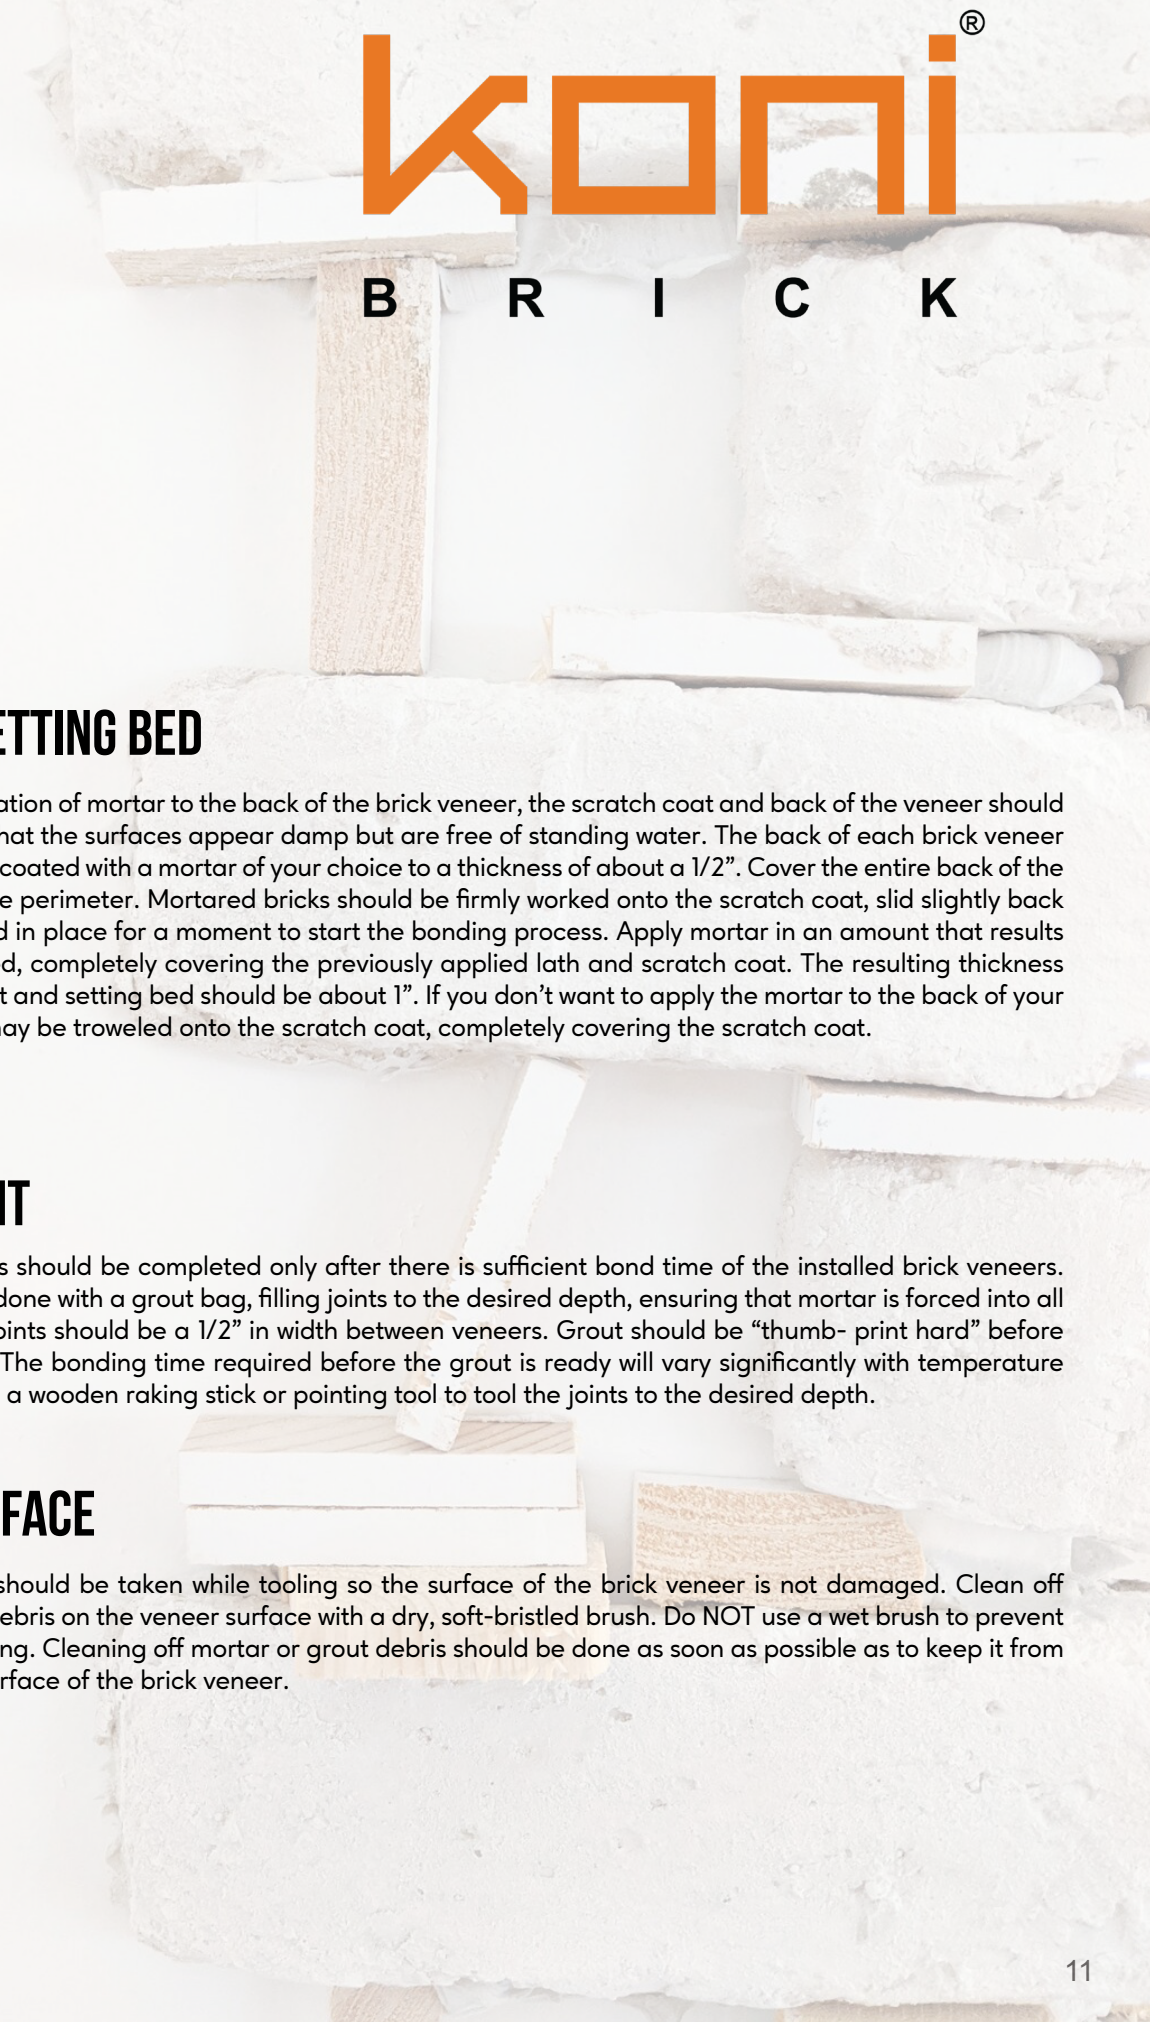 koni®
BRICK
ETTING BED
ation of mortar to the back of the brick veneer, the scratch coat and back of the veneer should
hat the surfaces appear damp but are free of standing water. The back of each brick veneer
coated with a mortar of your choice to a thickness of about a 1/2”. Cover the entire back of the
e perimeter. Mortared bricks should be firmly worked onto the scratch coat, slid slightly back
d in place for a moment to start the bonding process. Apply mortar in an amount that results
d, completely covering the previously applied lath and scratch coat. The resulting thickness
t and setting bed should be about 1”. If you don’t want to apply the mortar to the back of your
may be troweled onto the scratch coat, completely covering the scratch coat.
NT
s should be completed only after there is sufficient bond time of the installed brick veneers.
done with a grout bag, filling joints to the desired depth, ensuring that mortar is forced into all
oints should be a 1/2” in width between veneers. Grout should be “thumb- print hard” before
The bonding time required before the grout is ready will vary significantly with temperature
a wooden raking stick or pointing tool to tool the joints to the desired depth.
FACE
should be taken while tooling so the surface of the brick veneer is not damaged. Clean off
ebris on the veneer surface with a dry, soft-bristled brush. Do NOT use a wet brush to prevent
ng. Cleaning off mortar or grout debris should be done as soon as possible as to keep it from
rface of the brick veneer.
11